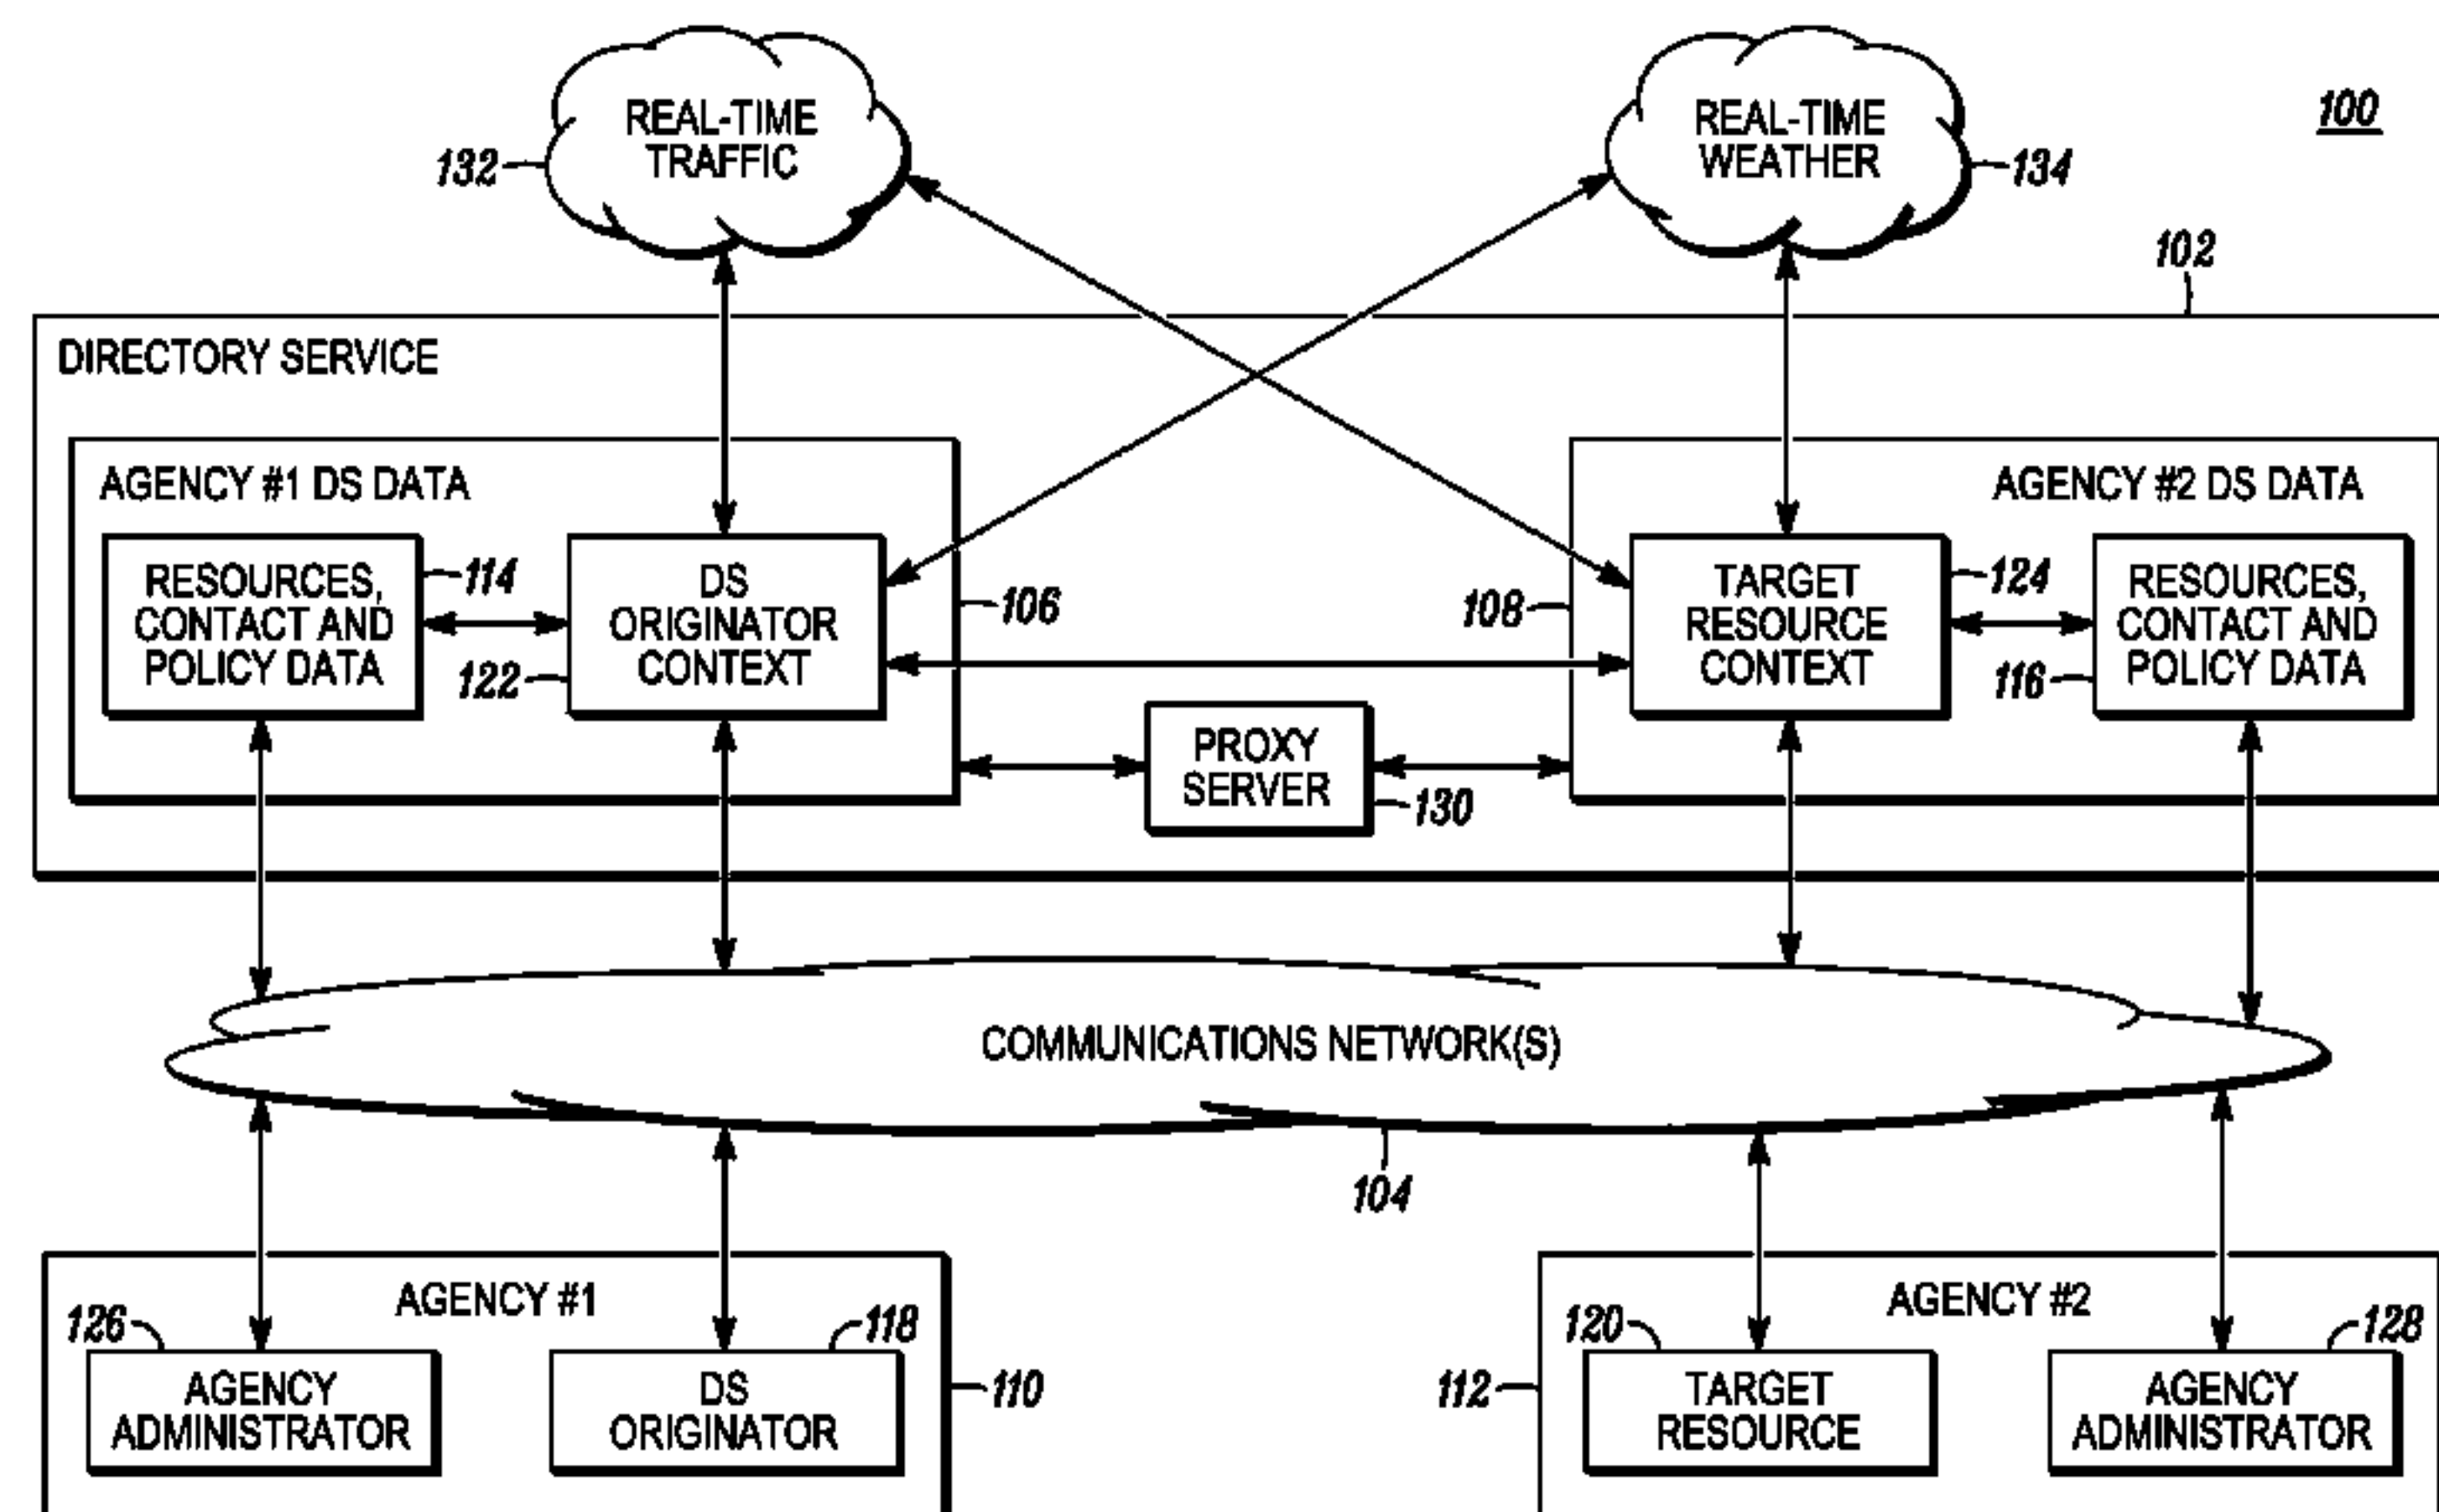 REAL-TIME
TRAFFIC
132
REAL-TIME
WEATHER
134
100
102
DIRECTORY SERVICE
AGENCY #1 DS DATA
RESOURCES,
CONTACT AND
POLICY DATA
114
DS
ORIGINATOR
CONTEXT
122
106
AGENCY #2 DS DATA
108
TARGET
RESOURCE
CONTEXT
124
RESOURCES,
CONTACT AND
POLICY DATA
116
PROXY
SERVER
130
COMMUNICATIONS NETWORK(S)
104
AGENCY #1
126
AGENCY
ADMINISTRATOR
118
DS
ORIGINATOR
110
AGENCY #2
112
120
TARGET
RESOURCE
128
AGENCY
ADMINISTRATOR